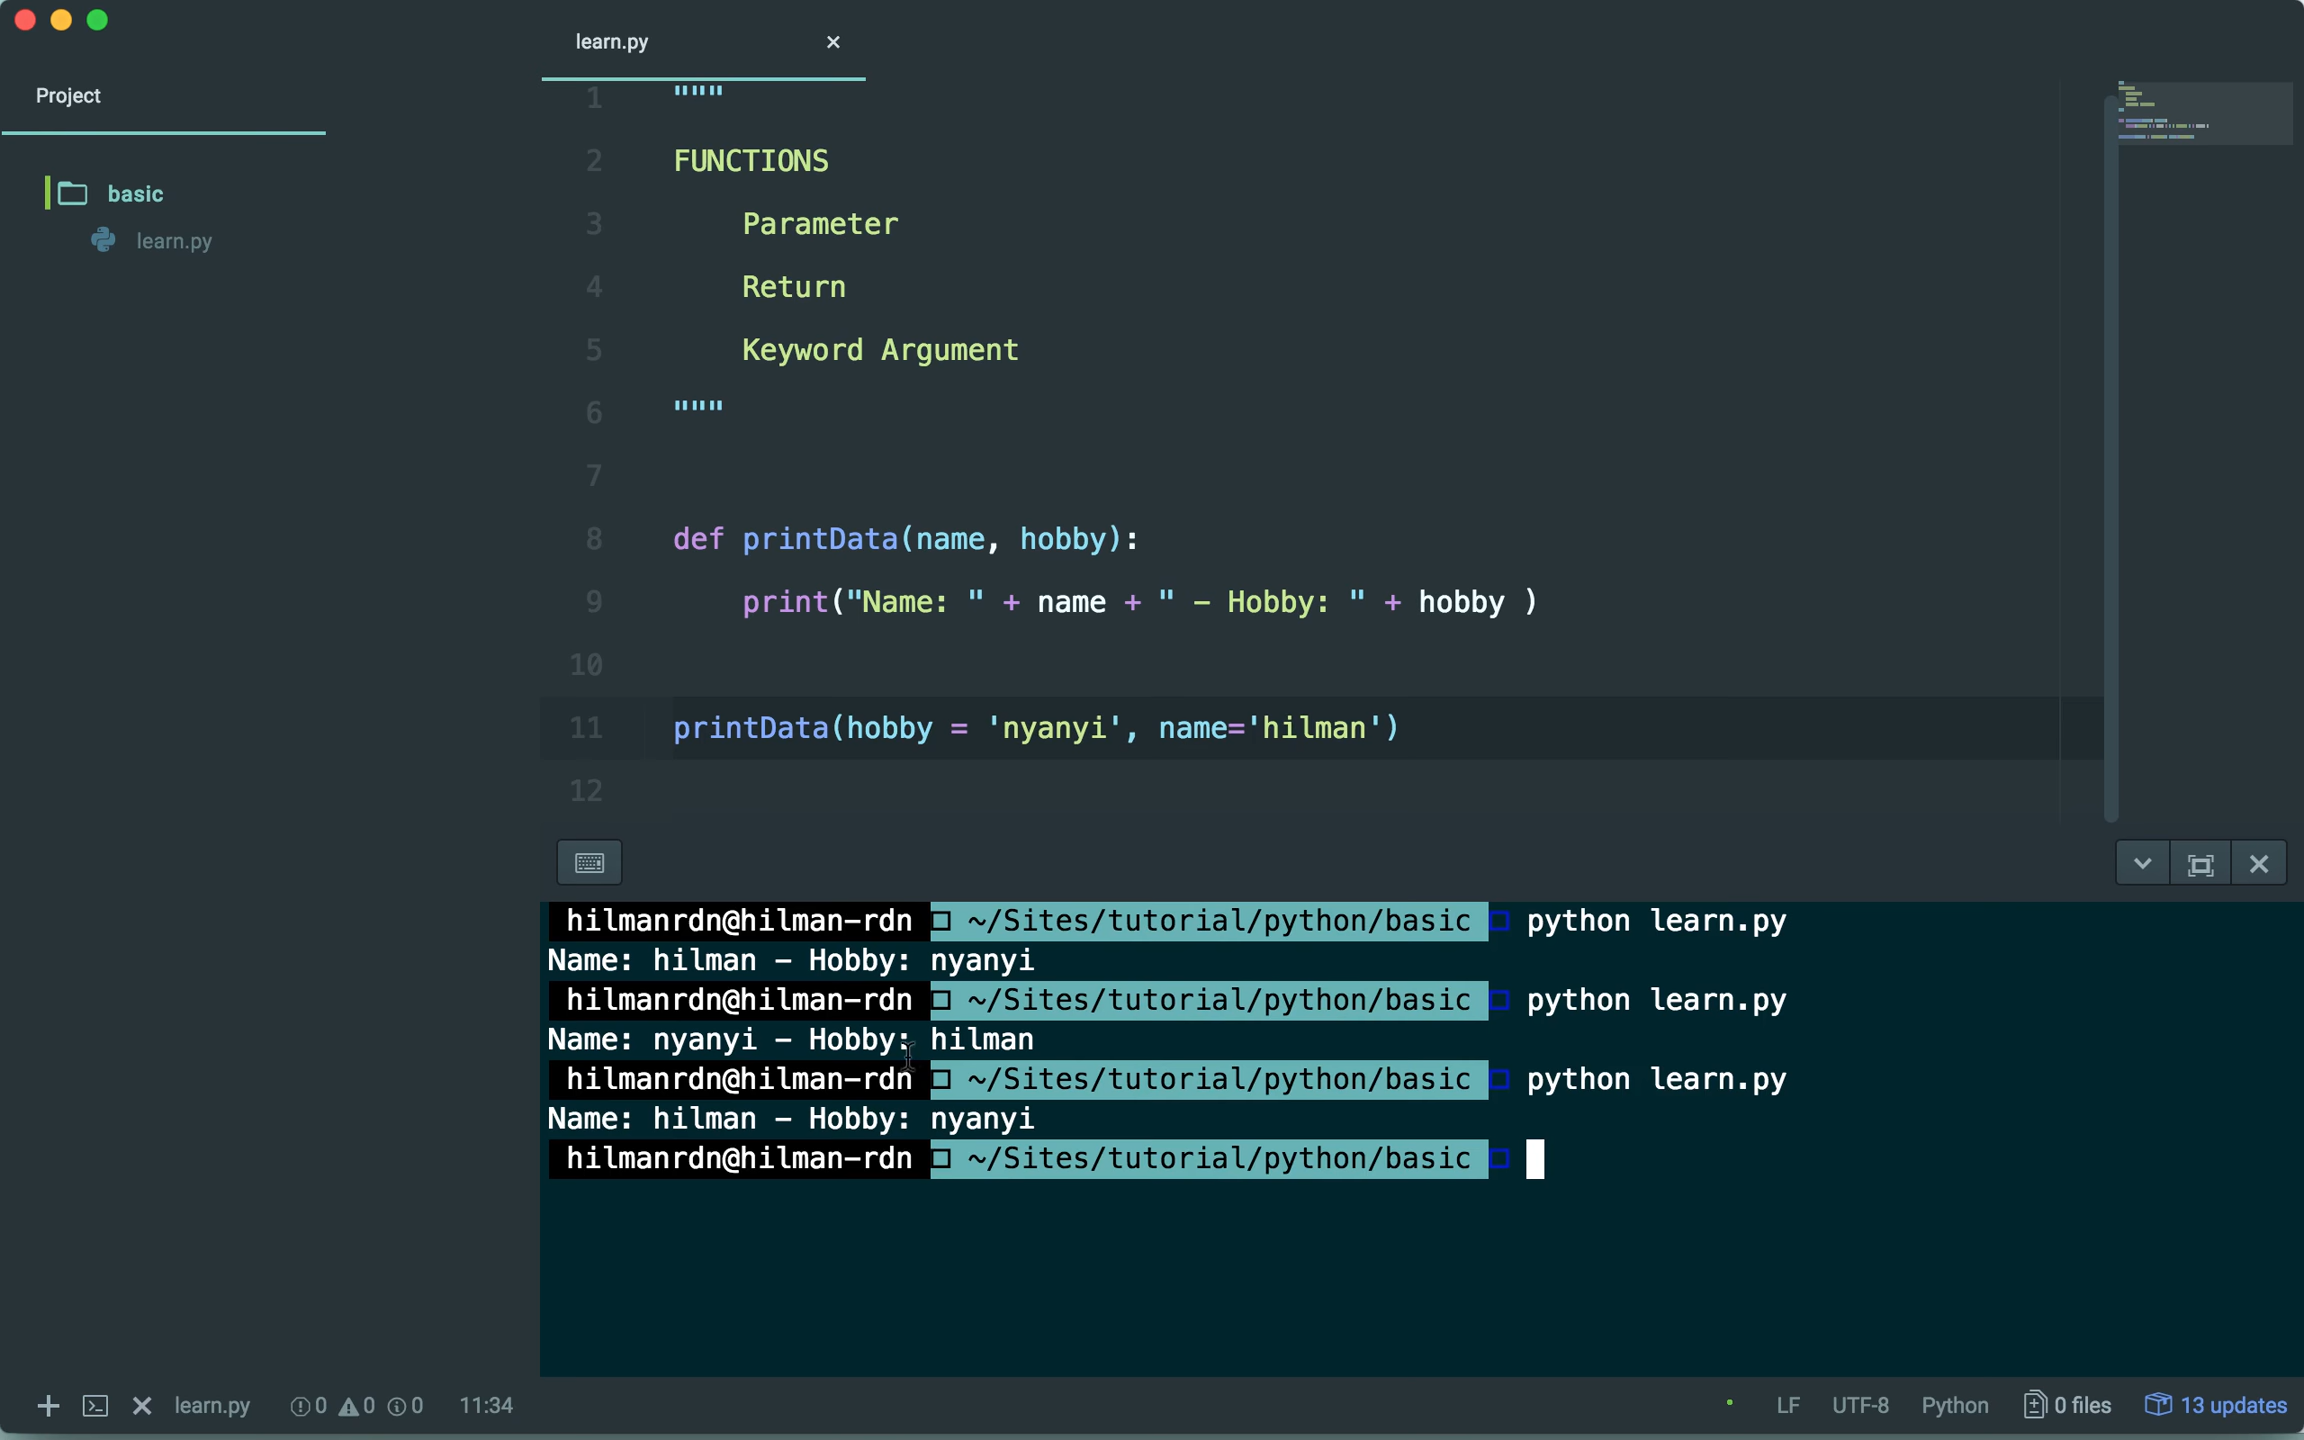 learn.py
Project
basic
learn.py
1 """
2 FUNCTIONS
3 Parameter
4 Return
5 Keyword Argument
6 """
7
8 def printData(name, hobby):
9 print("Name: " + name + " - Hobby: " + hobby )
10
11 printData(hobby = 'nyanyi', name='hilman')
12
hilmanrdn@hilman-rdn ~/Sites/tutorial/python/basic python learn.py
Name: hilman - Hobby: nyanyi
hilmanrdn@hilman-rdn ~/Sites/tutorial/python/basic python learn.py
Name: nyanyi - Hobby: hilman
hilmanrdn@hilman-rdn ~/Sites/tutorial/python/basic python learn.py
Name: hilman - Hobby: nyanyi
hilmanrdn@hilman-rdn ~/Sites/tutorial/python/basic
learn.py 0 0 0 11:34 LF UTF-8 Python 0 files 13 updates